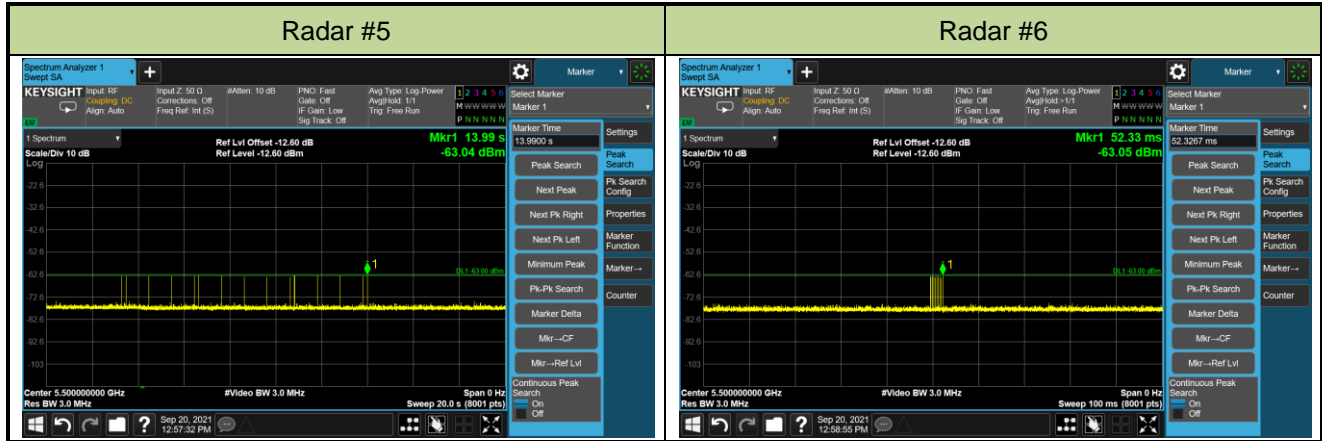 Radar #5
Radar #6
Spectrum Analyzer 1
Swept SA
Marker
KEYSIGHT
Input: RF
Coupling: DC
Align: Auto
Input Z: 50 Ω
Corrections: Off
Freq Ref: Int (S)
#Atten: 10 dB
PNO: Fast
Gate: Off
IF Gain: Low
Sig Track: Off
Avg Type: Log-Power
Avg|Hold: 1/1
Trig: Free Run
1 2 3 4 5 6
M W W W W W
P N N N N N
LW
Select Marker
Marker 1
1 Spectrum
Scale/Div 10 dB
Log
Ref Lvl Offset -12.60 dB
Ref Level -12.60 dBm
Mkr1 13.99 s
-63.04 dBm
-22.6
-32.6
-42.6
-52.6
-62.6
-72.6
-82.6
-92.6
-103
1
DL1 -63.00 dBm
Center 5.500000000 GHz
Res BW 3.0 MHz
#Video BW 3.0 MHz
Span 0 Hz
Sweep 20.0 s (8001 pts)
Marker Time
13.9900 s
Peak Search
Next Peak
Next Pk Right
Next Pk Left
Minimum Peak
Pk-Pk Search
Marker Delta
Mkr→CF
Mkr→Ref Lvl
Continuous Peak
Search
On
Off
Settings
Peak
Search
Pk Search
Config
Properties
Marker
Function
Marker→
Counter
?
Sep 20, 2021
12:57:32 PM
Spectrum Analyzer 1
Swept SA
Marker
KEYSIGHT
Input: RF
Coupling: DC
Align: Auto
Input Z: 50 Ω
Corrections: Off
Freq Ref: Int (S)
#Atten: 10 dB
PNO: Fast
Gate: Off
IF Gain: Low
Sig Track: Off
Avg Type: Log-Power
Avg|Hold:>1/1
Trig: Free Run
1 2 3 4 5 6
M W W W W W
P N N N N N
LW
Select Marker
Marker 1
1 Spectrum
Scale/Div 10 dB
Log
Ref Lvl Offset -12.60 dB
Ref Level -12.60 dBm
Mkr1 52.33 ms
-63.05 dBm
-22.6
-32.6
-42.6
-52.6
-62.6
-72.6
-82.6
-92.6
-103
1
DL1 -63.00 dBm
Center 5.500000000 GHz
Res BW 3.0 MHz
#Video BW 3.0 MHz
Span 0 Hz
Sweep 100 ms (8001 pts)
Marker Time
52.3267 ms
Peak Search
Next Peak
Next Pk Right
Next Pk Left
Minimum Peak
Pk-Pk Search
Marker Delta
Mkr→CF
Mkr→Ref Lvl
Continuous Peak
Search
On
Off
Settings
Peak
Search
Pk Search
Config
Properties
Marker
Function
Marker→
Counter
?
Sep 20, 2021
12:58:55 PM